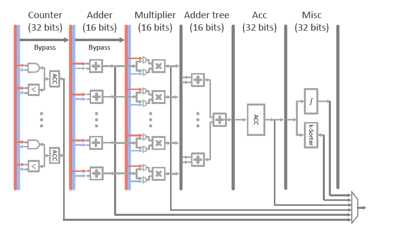 Counter Adder Multiplier Adder tree Acc Misc
(32 bits) (16 bits) (16 bits) (16 bits) (32 bits) (32 bits)
Bypass Bypass
+ × 
< ACC + × + ∫
+ ACC k-Sorter
+ ×
< ACC + × +
+ ×